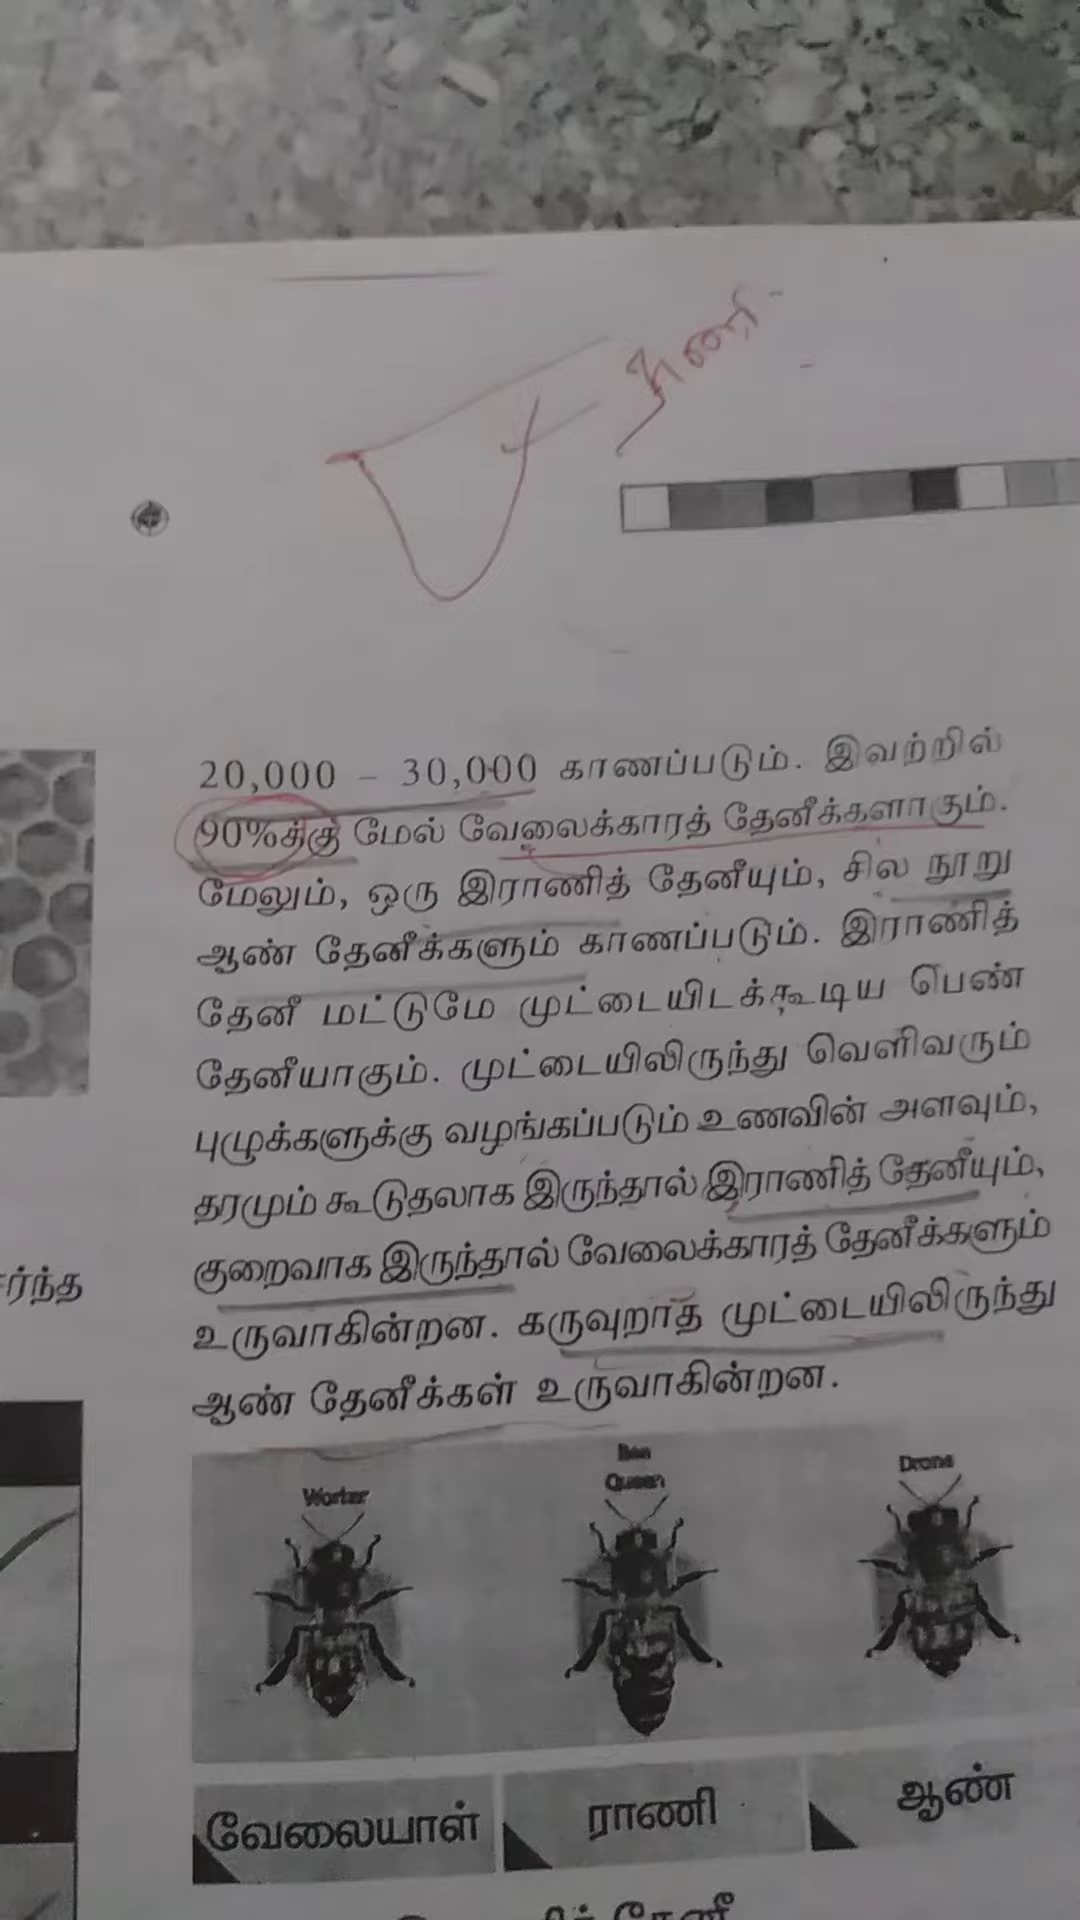 20,000 – 30,000 காணப்படும். இவற்றில்
90%க்கு மேல் வேலைக்காரத் தேனீக்களாகும்.
மேலும், ஒரு இராணித் தேனீயும், சில நூறு
ஆண் தேனீக்களும் காணப்படும். இராணித்
தேனீ மட்டுமே முட்டையிடக்கூடிய பெண்
தேனீயாகும். முட்டையிலிருந்து வெளிவரும்
புழுக்களுக்கு வழங்கப்படும் உணவின் அளவும்,
தரமும் கூடுதலாக இருந்தால் இராணித் தேனீயும்,
குறைவாக இருந்தால் வேலைக்காரத் தேனீக்களும்
உருவாகின்றன. கருவுறாத முட்டையிலிருந்து
ஆண் தேனீக்கள் உருவாகின்றன.
Worker
Bee
Queen
Drone
வேலையாள்
ராணி
ஆண்